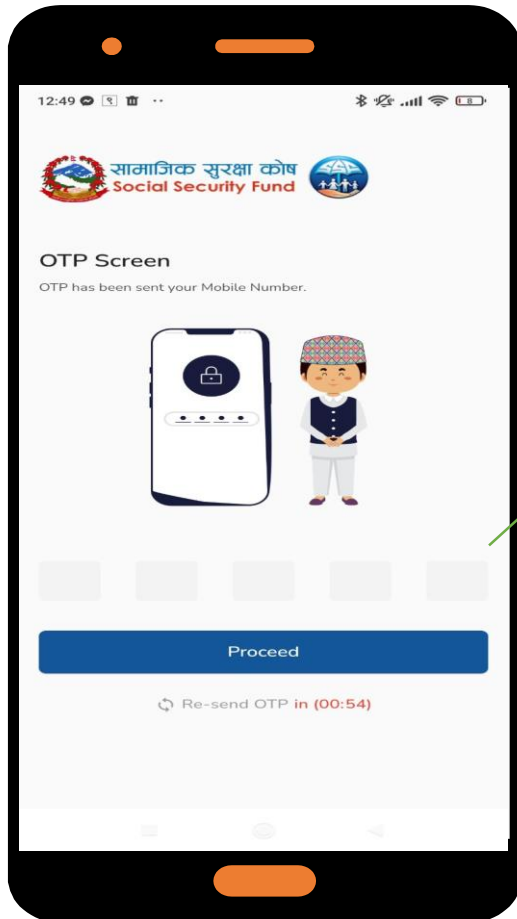 12:49
सामाजिक सुरक्षा कोष
Social Security Fund
OTP Screen
OTP has been sent your Mobile Number.
Proceed
Re-send OTP in (00:54)